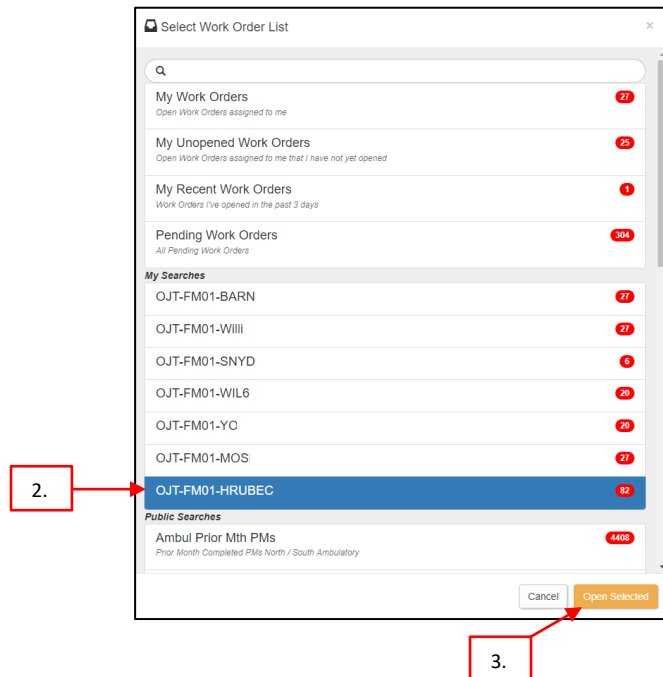 Select Work Order List ×
My Work Orders 27
Open Work Orders assigned to me
My Unopened Work Orders 25
Open Work Orders assigned to me that I have not yet opened
My Recent Work Orders 1
Work Orders I've opened in the past 3 days
Pending Work Orders 304
All Pending Work Orders
My Searches
OJT-FM01-BARN 27
OJT-FM01-Willi 27
OJT-FM01-SNYD 6
OJT-FM01-WIL6 20
OJT-FM01-YO 20
OJT-FM01-MOS 27
2. OJT-FM01-HRUBEC 82
Public Searches
Ambul Prior Mth PMs 4408
Prior Month Completed PMs North / South Ambulatory
Cancel Open Selected
3.